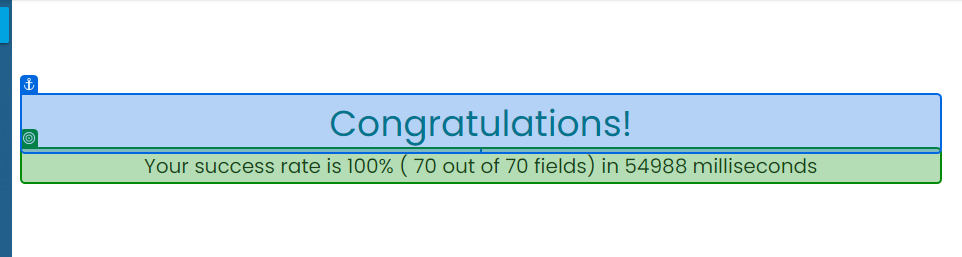 Congratulations!
Your success rate is 100% ( 70 out of 70 fields) in 54988 milliseconds